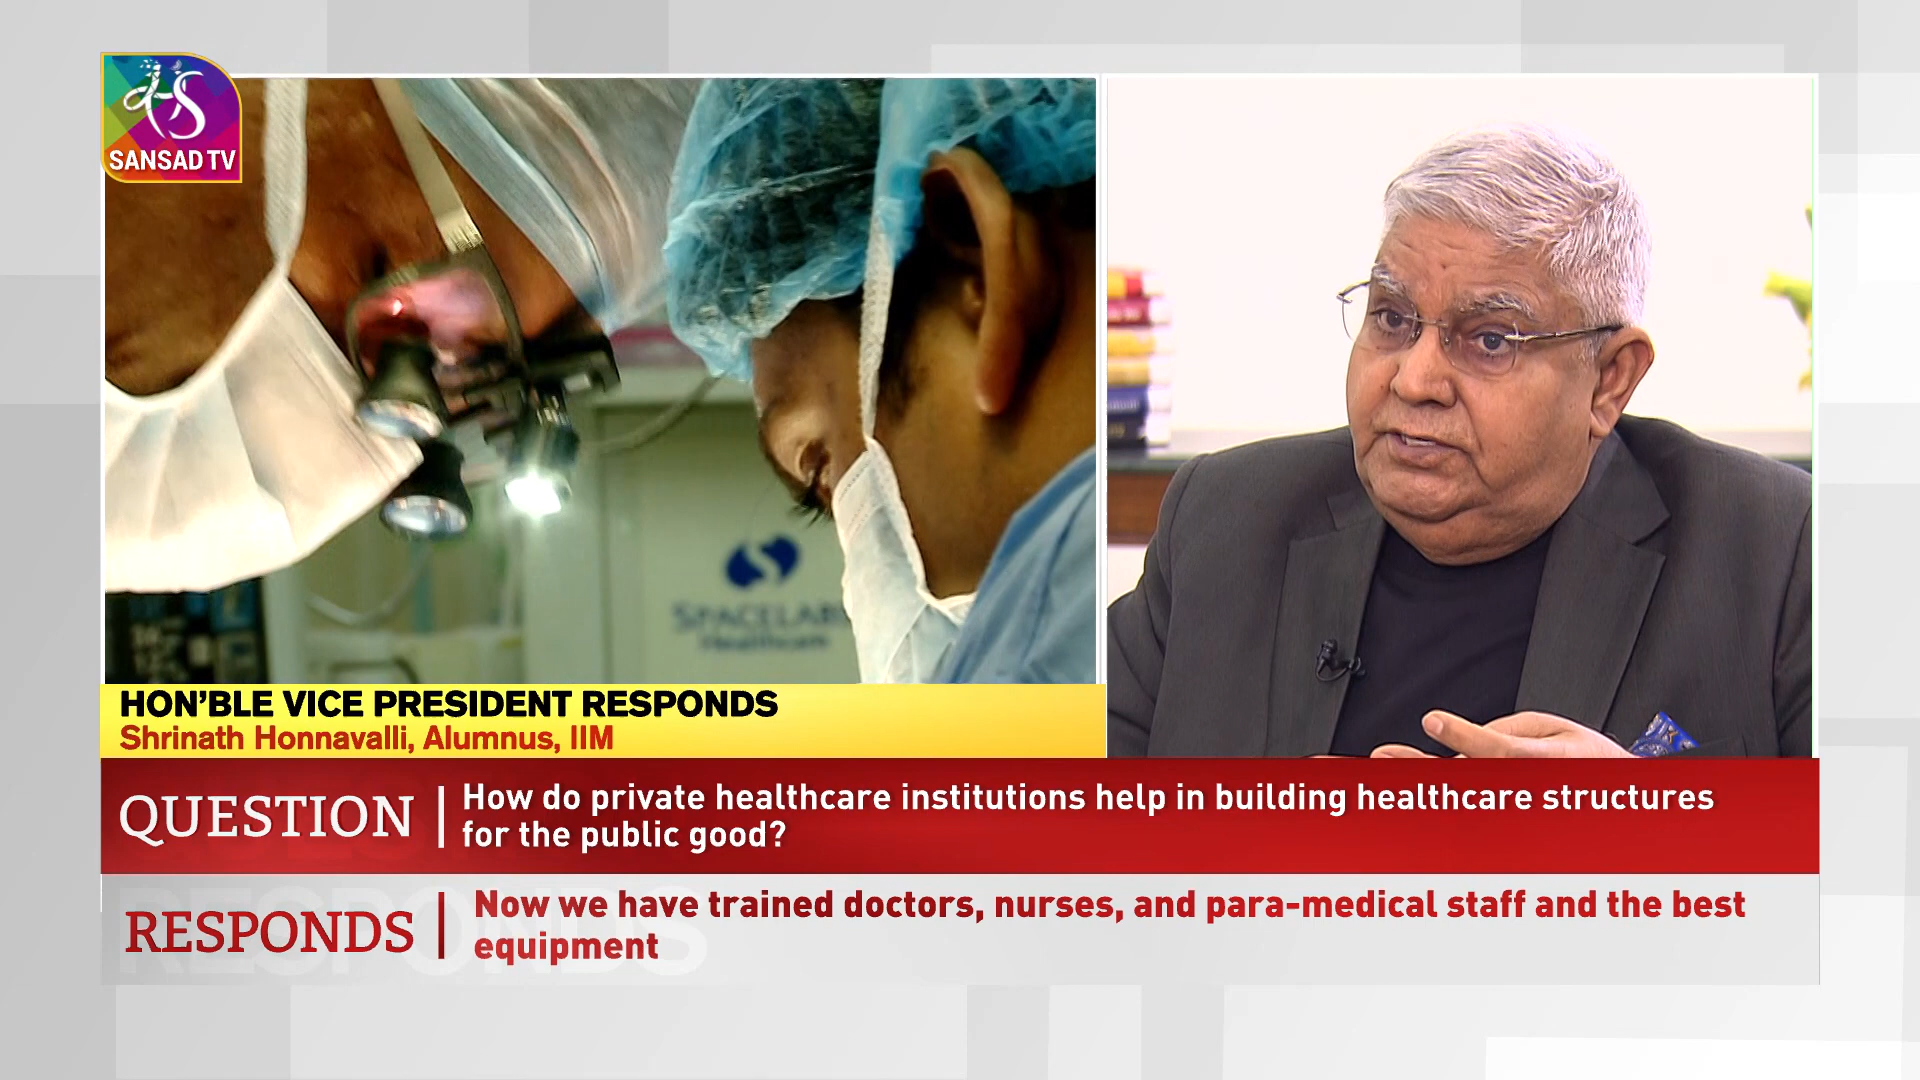 SANSAD TV
SPACELABS
Healthcare
HON'BLE VICE PRESIDENT RESPONDS
Shrinath Honnavalli, Alumnus, IIM
QUESTION
How do private healthcare institutions help in building healthcare structures
for the public good?
RESPONDS
Now we have trained doctors, nurses, and para-medical staff and the best
equipment